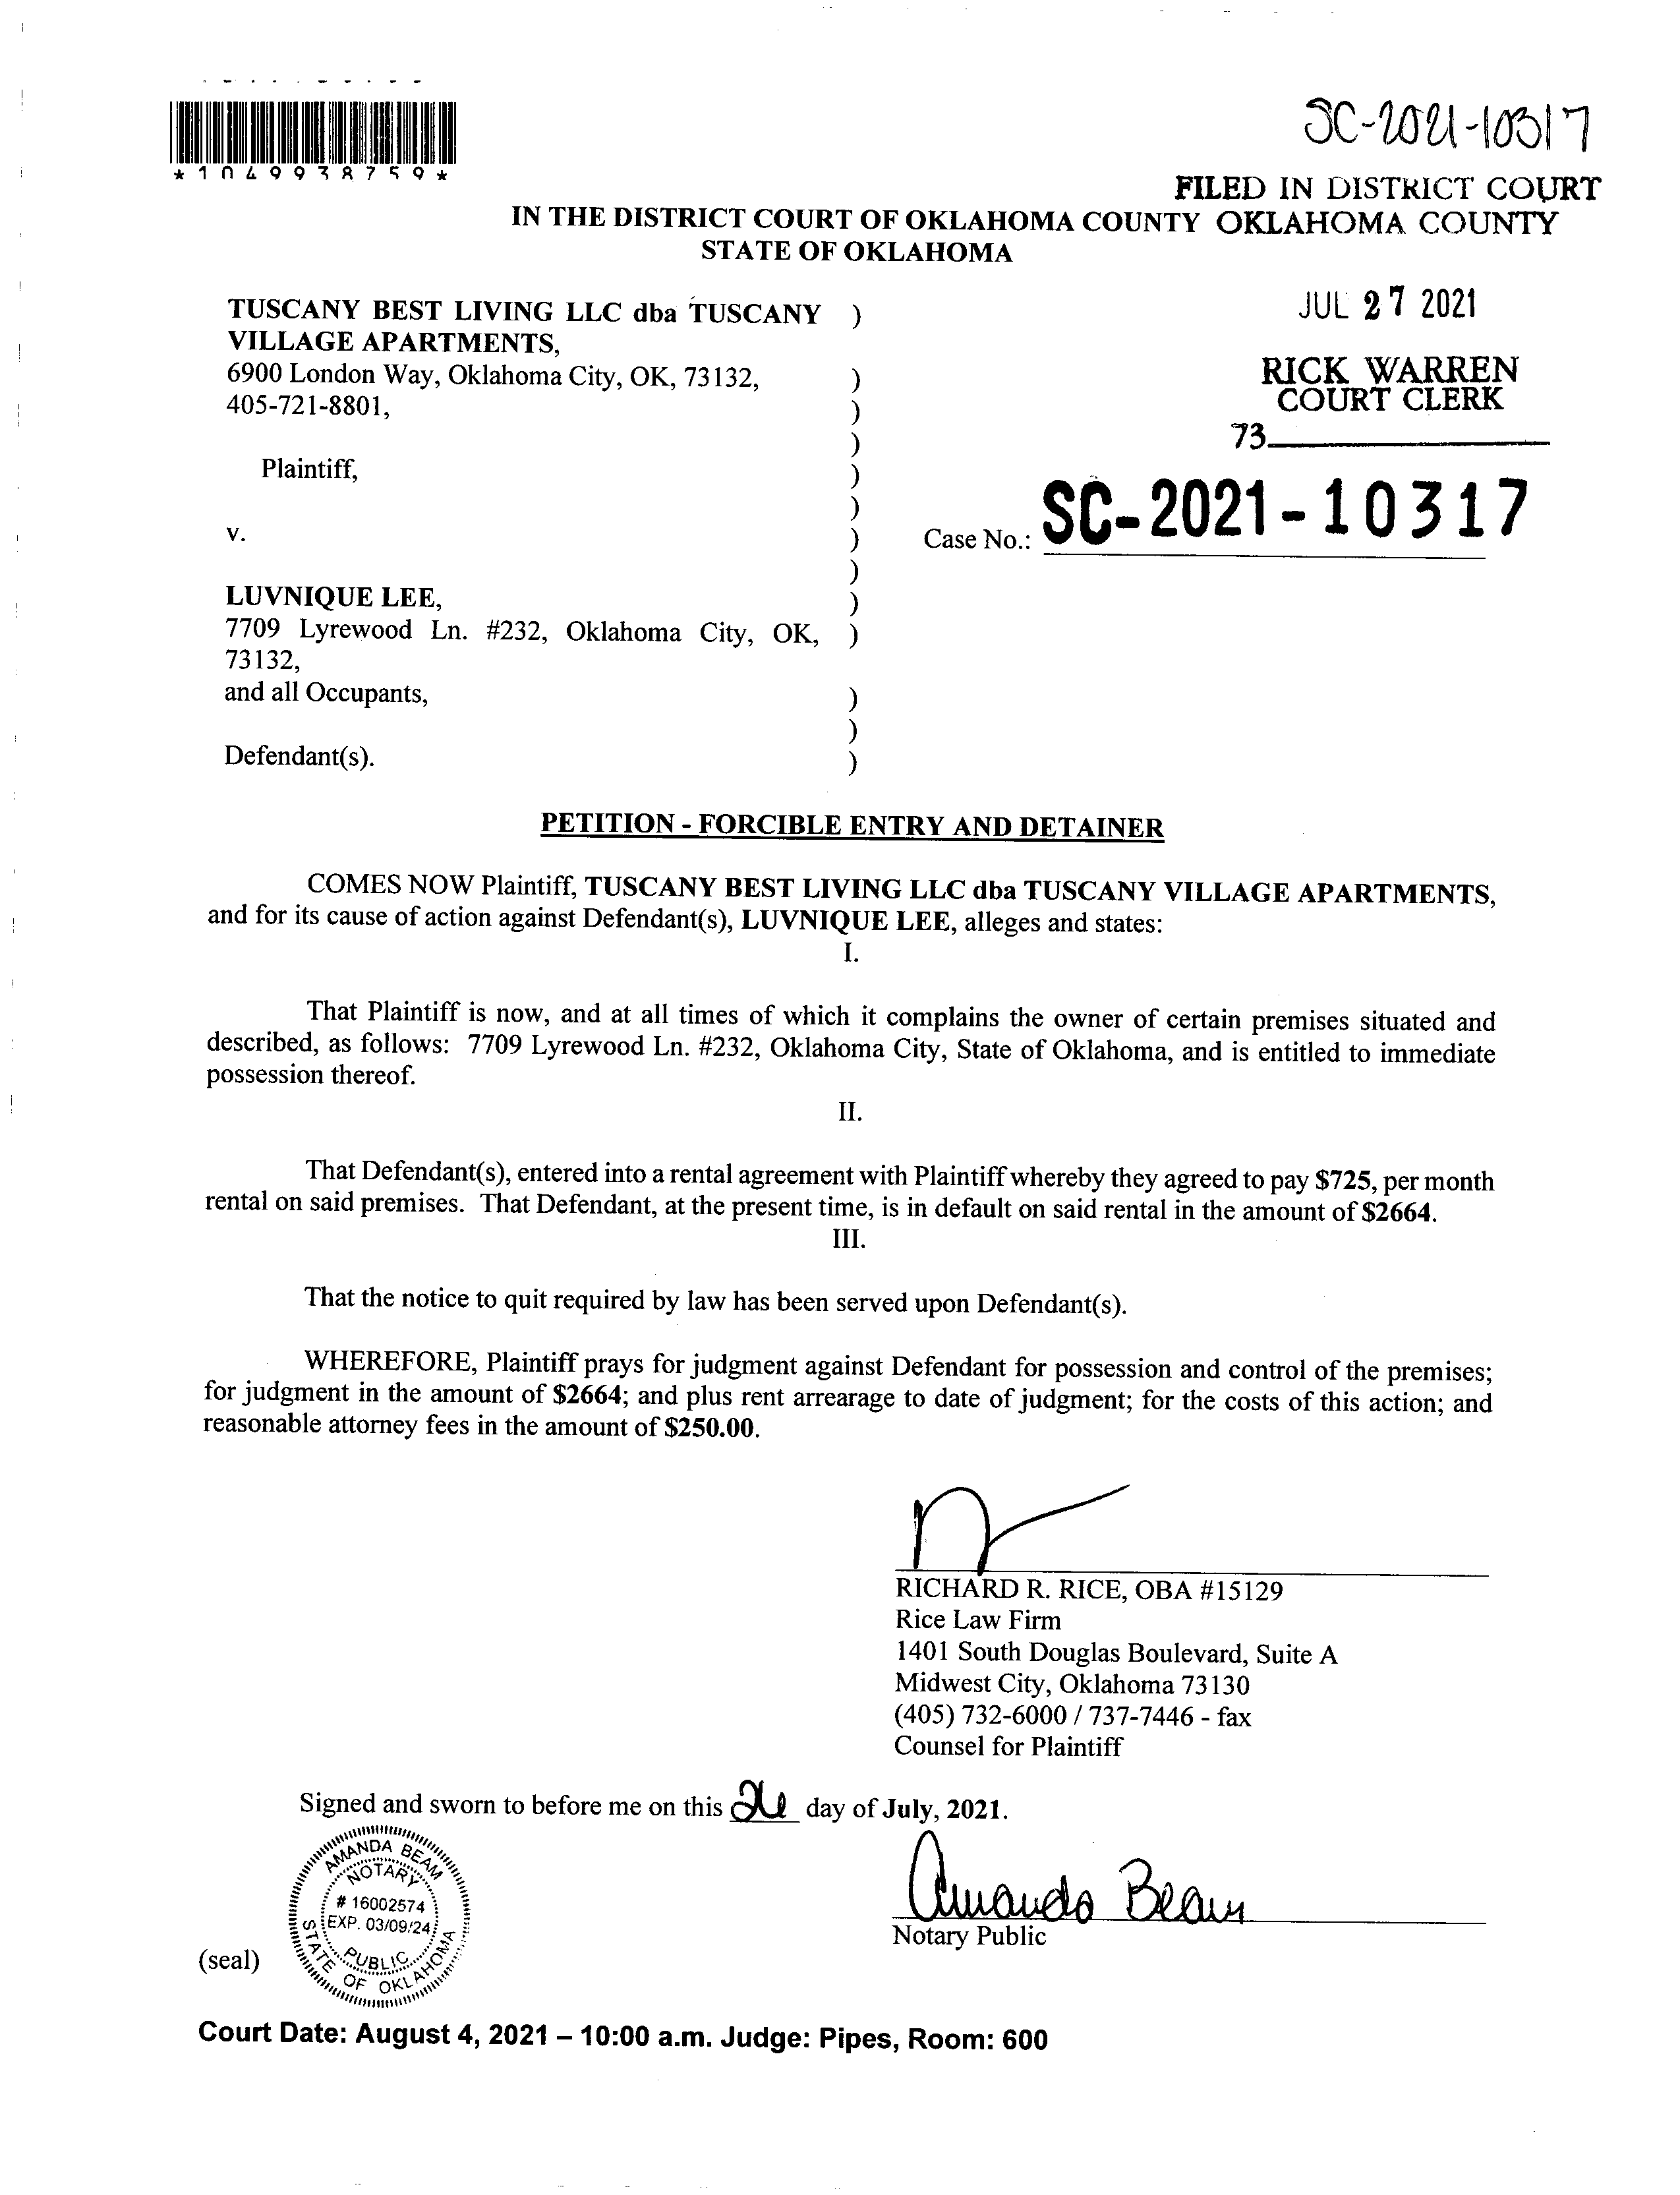 SC-2021-10317
*1049938759*
FILED IN DISTRICT COURT
OKLAHOMA COUNTY
IN THE DISTRICT COURT OF OKLAHOMA COUNTY
STATE OF OKLAHOMA
JUL 27 2021
RICK WARREN
COURT CLERK
73
TUSCANY BEST LIVING LLC dba TUSCANY )
VILLAGE APARTMENTS,
6900 London Way, Oklahoma City, OK, 73132, )
405-721-8801, )
)
Plaintiff, )
)
v. ) Case No.: SC-2021-10317
)
LUVNIQUE LEE, )
7709 Lyrewood Ln. #232, Oklahoma City, OK, )
73132,
and all Occupants, )
)
Defendant(s). )
PETITION - FORCIBLE ENTRY AND DETAINER
COMES NOW Plaintiff, TUSCANY BEST LIVING LLC dba TUSCANY VILLAGE APARTMENTS,
and for its cause of action against Defendant(s), LUVNIQUE LEE, alleges and states:
I.
That Plaintiff is now, and at all times of which it complains the owner of certain premises situated and
described, as follows: 7709 Lyrewood Ln. #232, Oklahoma City, State of Oklahoma, and is entitled to immediate
possession thereof.
II.
That Defendant(s), entered into a rental agreement with Plaintiff whereby they agreed to pay $725, per month
rental on said premises. That Defendant, at the present time, is in default on said rental in the amount of $2664.
III.
That the notice to quit required by law has been served upon Defendant(s).
WHEREFORE, Plaintiff prays for judgment against Defendant for possession and control of the premises;
for judgment in the amount of $2664; and plus rent arrearage to date of judgment; for the costs of this action; and
reasonable attorney fees in the amount of $250.00.
RICHARD R. RICE, OBA #15129
Rice Law Firm
1401 South Douglas Boulevard, Suite A
Midwest City, Oklahoma 73130
(405) 732-6000 / 737-7446 - fax
Counsel for Plaintiff
Signed and sworn to before me on this 26 day of July, 2021.
AMANDA BEAM
NOTARY
# 16002574
EXP. 03/09/24
PUBLIC
STATE OF OKLAHOMA
(seal)
Amanda Beam
Notary Public
Court Date: August 4, 2021 – 10:00 a.m. Judge: Pipes, Room: 600